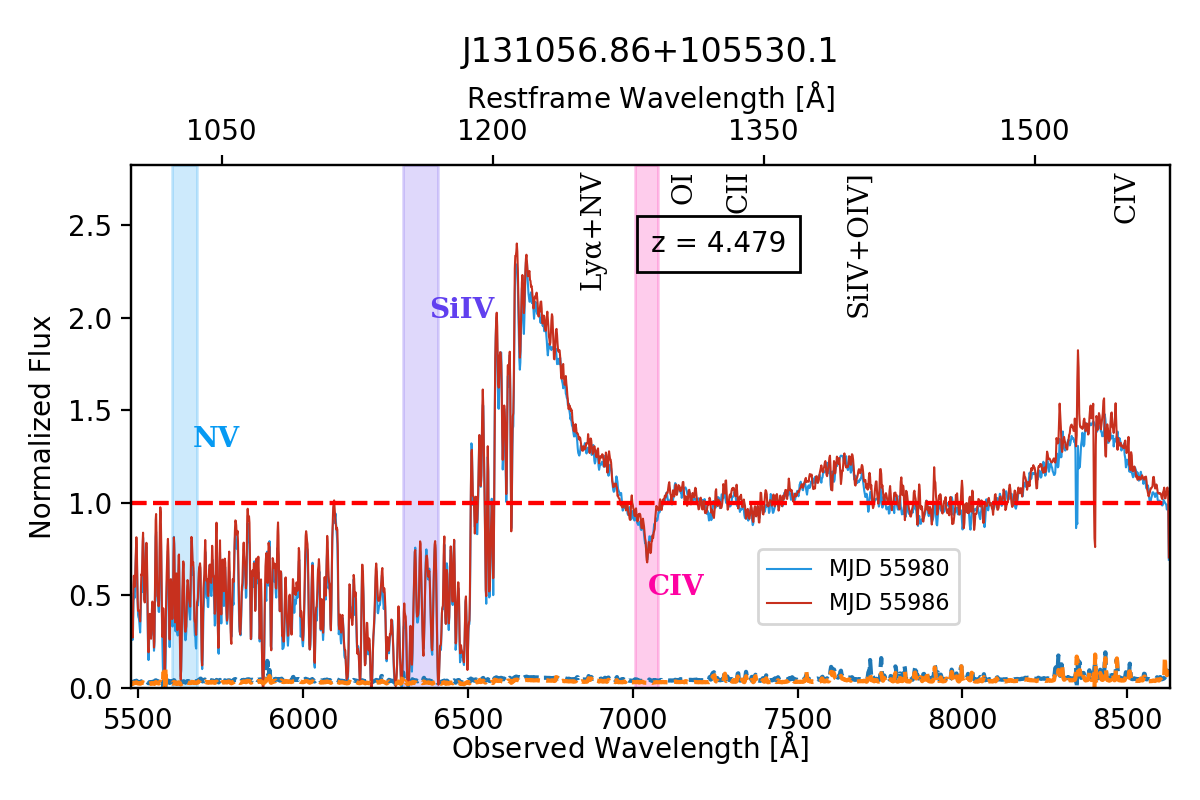 J131056.86+105530.1
Restframe Wavelength [Å]
1050 1200 1350 1500
Lyα+NV
OI
CII
SiIV+OIV]
CIV
z = 4.479
SiIV
NV
CIV
MJD 55980
MJD 55986
Normalized Flux
2.5
2.0
1.5
1.0
0.5
0.0
5500 6000 6500 7000 7500 8000 8500
Observed Wavelength [Å]